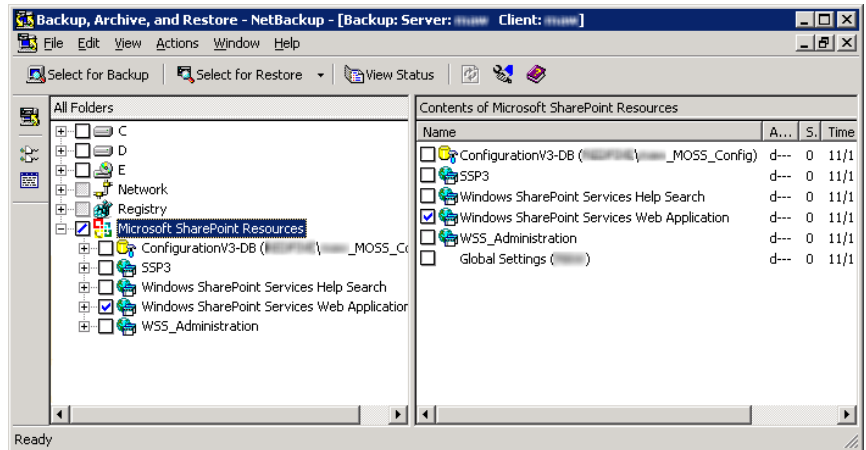 Backup, Archive, and Restore - NetBackup - [Backup: Server: Client: ]
File Edit View Actions Window Help
Select for Backup Select for Restore View Status
All Folders
C
D
E
Network
Registry
Microsoft SharePoint Resources
ConfigurationV3-DB ( \ _MOSS_Co
SSP3
Windows SharePoint Services Help Search
Windows SharePoint Services Web Application
WSS_Administration
Contents of Microsoft SharePoint Resources
Name A... S. Time
ConfigurationV3-DB ( \ _MOSS_Config) d--- 0 11/1
SSP3 d--- 0 11/1
Windows SharePoint Services Help Search d--- 0 11/1
Windows SharePoint Services Web Application d--- 0 11/1
WSS_Administration d--- 0 11/1
Global Settings ( ) d--- 0 11/1
Ready